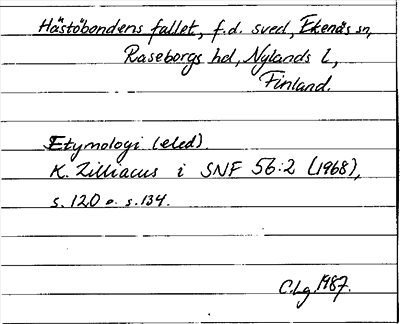 Hästöbondens fallet, f.d. sved, Ekenäs sn,
Raseborgs hd, Nylands l,
Finland.
Etymologi (eled).
K. Zilliacus i SNF 56:2 (1968),
s. 120 o. s. 134.
C. Lg. 1987.